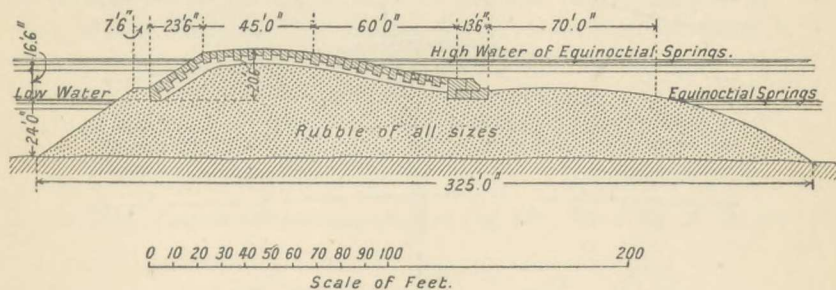 7'.6" 23'6" 45'.0" 60'0" 13'6" 70'.0"
16'.6"
High Water of Equinoctial Springs.
20'.6"
Low Water
Equinoctial Springs
24'.0"
Rubble of all sizes
325'.0"
0 10 20 30 40 50 60 70 80 90 100 200
Scale of Feet.